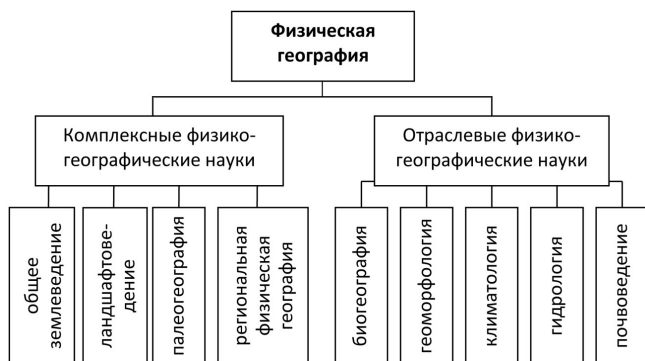 Физическая
география
Комплексные физико-
географические науки
Отраслевые физико-
географические науки
общее
землеведение
ландшафтове-
дение
палеогеография
региональная
физическая
география
биогеография
геоморфология
климатология
гидрология
почвоведение